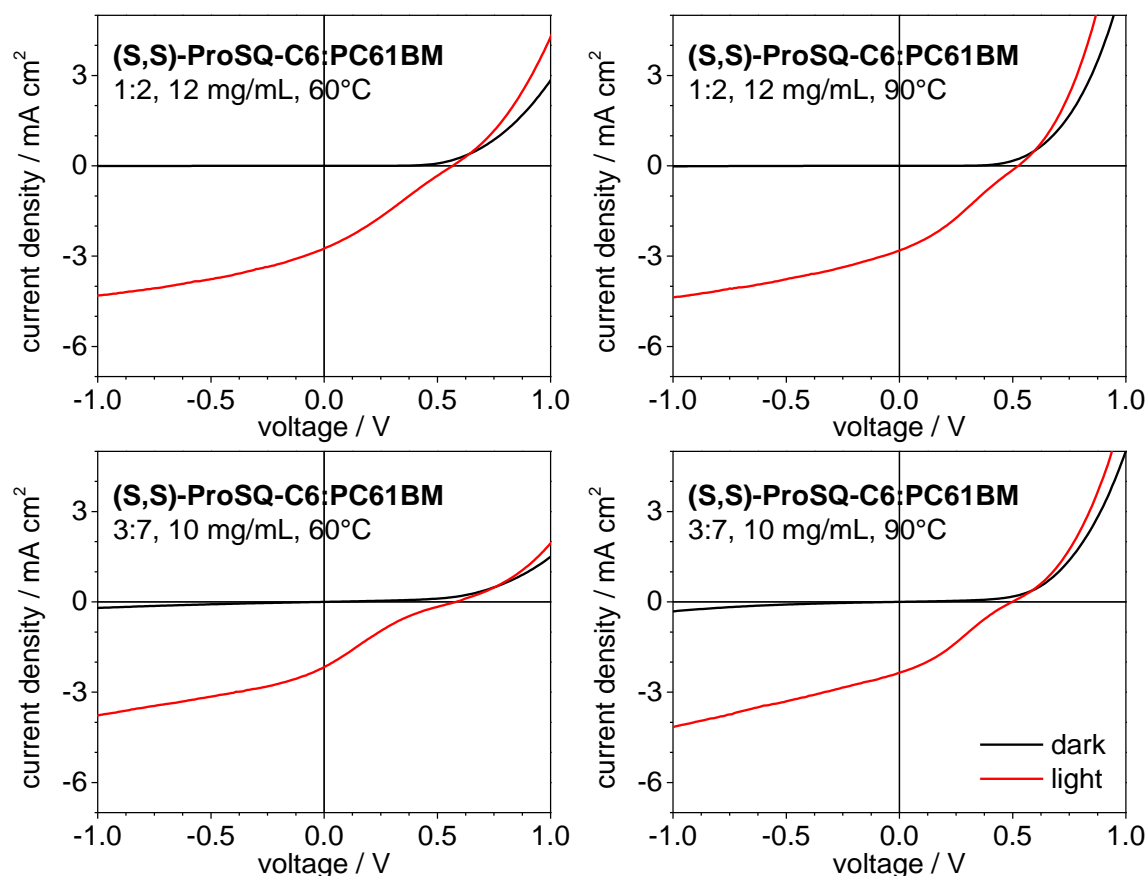 (S,S)-ProSQ-C6:PC61BM
1:2, 12 mg/mL, 60°C
current density / mA cm²
3
0
-3
-6
-1.0 -0.5 0.0 0.5 1.0
voltage / V
(S,S)-ProSQ-C6:PC61BM
1:2, 12 mg/mL, 90°C
current density / mA cm²
3
0
-3
-6
-1.0 -0.5 0.0 0.5 1.0
voltage / V
(S,S)-ProSQ-C6:PC61BM
3:7, 10 mg/mL, 60°C
current density / mA cm²
3
0
-3
-6
-1.0 -0.5 0.0 0.5 1.0
voltage / V
(S,S)-ProSQ-C6:PC61BM
3:7, 10 mg/mL, 90°C
current density / mA cm²
3
0
-3
-6
dark
light
-1.0 -0.5 0.0 0.5 1.0
voltage / V